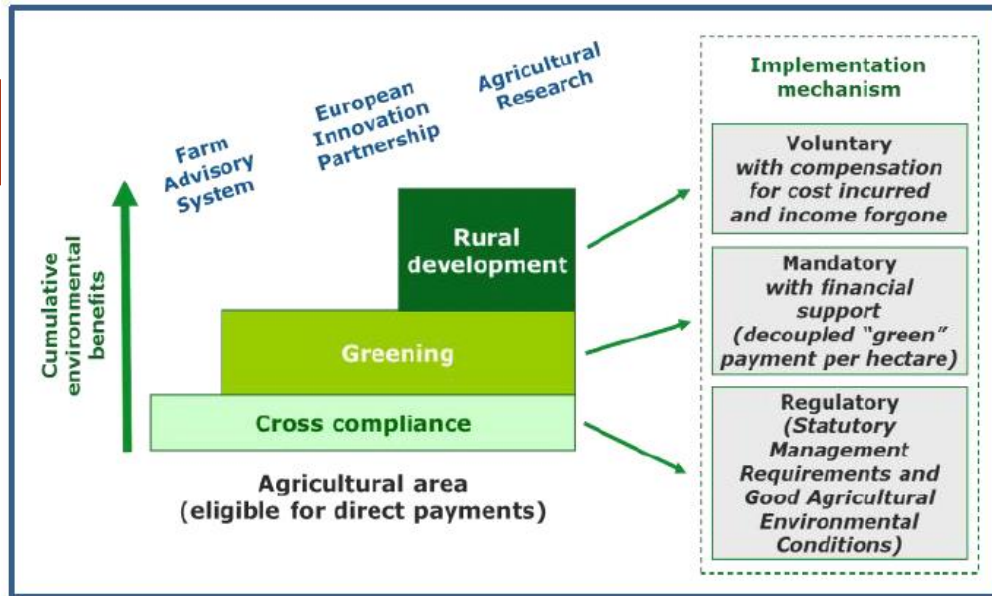 Farm
Advisory
System
European
Innovation
Partnership
Agricultural
Research
Cumulative
environmental
benefits
Rural
development
Greening
Cross compliance
Agricultural area
(eligible for direct payments)
Implementation
mechanism
Voluntary
with compensation
for cost incurred
and income forgone
Mandatory
with financial
support
(decoupled “green”
payment per hectare)
Regulatory
(Statutory
Management
Requirements and
Good Agricultural
Environmental
Conditions)